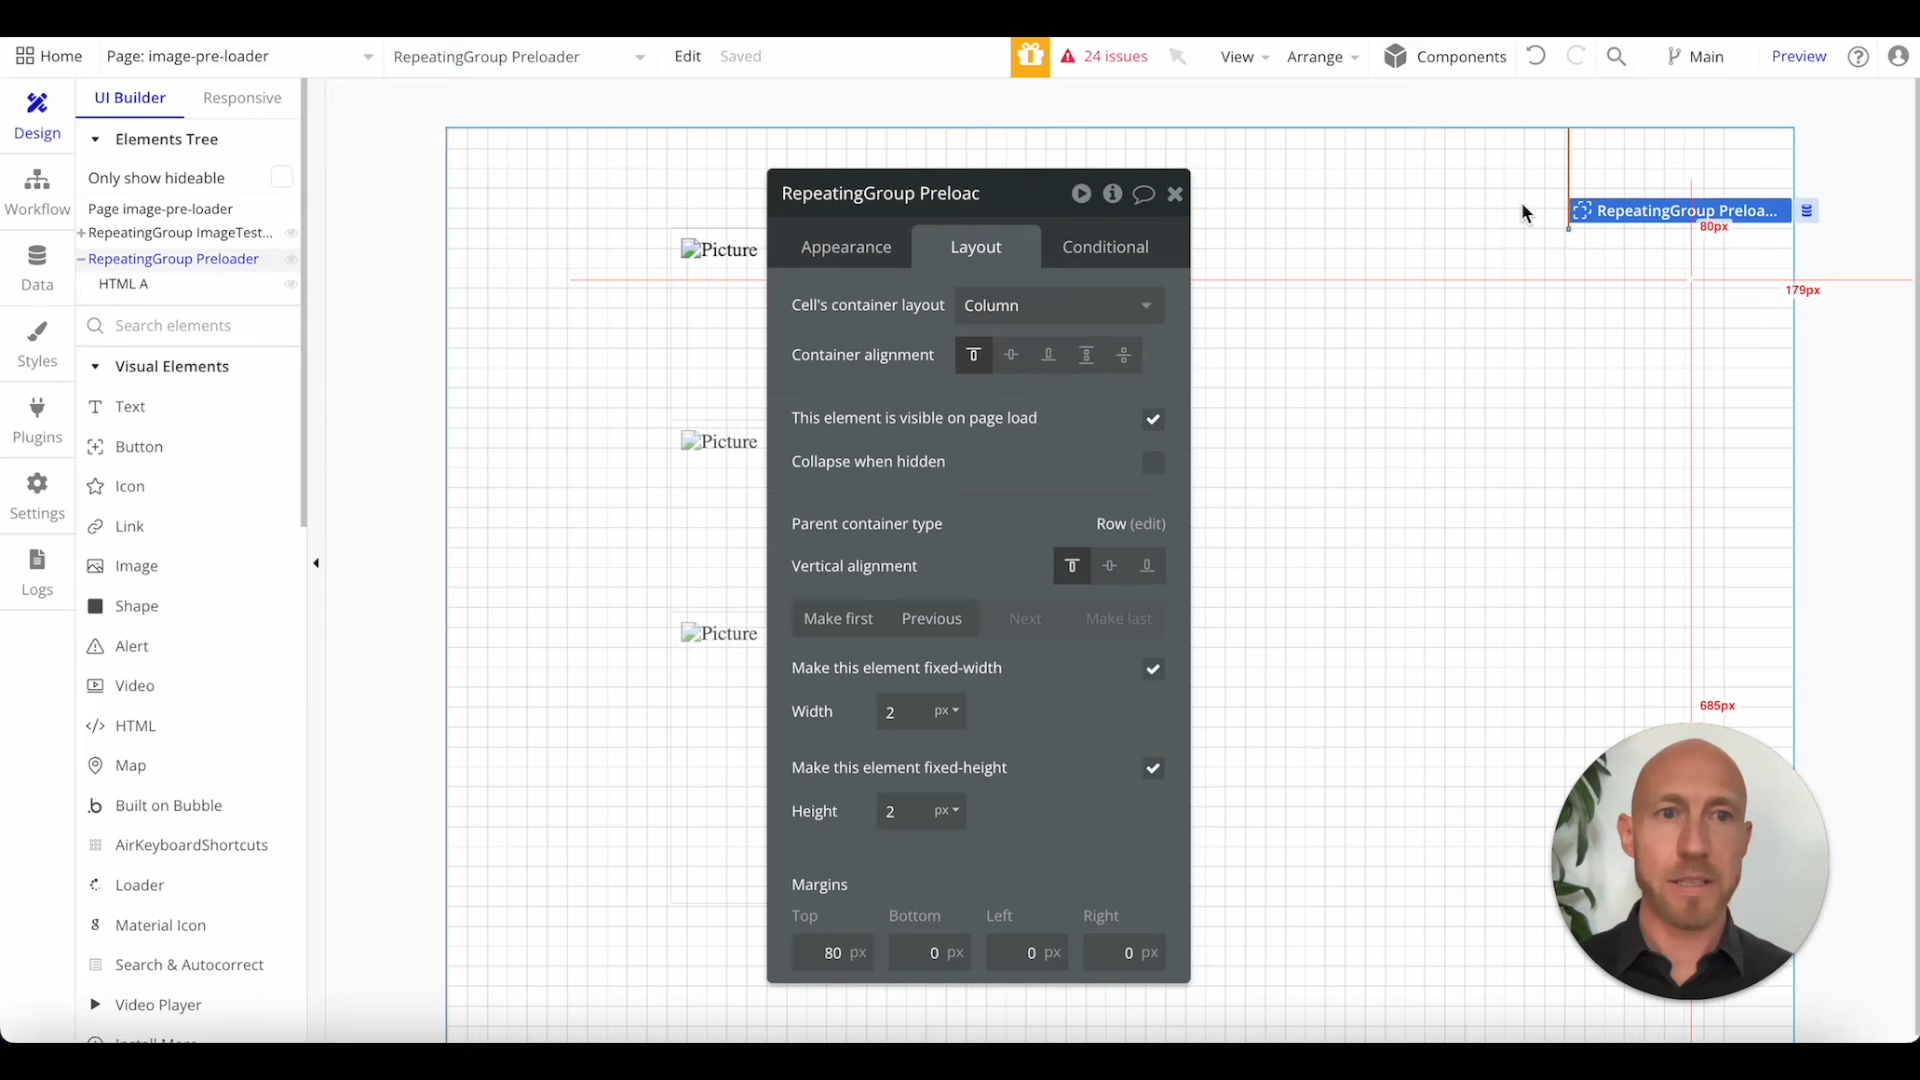 Home
Page: image-pre-loader
RepeatingGroup Preloader
Edit
Saved
24 issues
View
Arrange
Components
Main
Preview
Design
Workflow
Data
Styles
Plugins
Settings
Logs
UI Builder
Responsive
Elements Tree
Only show hideable
Page image-pre-loader
RepeatingGroup ImageTest...
RepeatingGroup Preloader
HTML A
Search elements
Visual Elements
Text
Button
Icon
Link
Image
Shape
Alert
Video
HTML
Map
Built on Bubble
AirKeyboardShortcuts
Loader
Material Icon
Search & Autocorrect
Video Player
Picture
Picture
Picture
RepeatingGroup Preloac
Appearance
Layout
Conditional
Cell's container layout
Column
Container alignment
This element is visible on page load
Collapse when hidden
Parent container type
Row (edit)
Vertical alignment
Make first
Previous
Next
Make last
Make this element fixed-width
Width
2 px
Make this element fixed-height
Height
2 px
Margins
Top
Bottom
Left
Right
80 px
0 px
0 px
0 px
RepeatingGroup Preloa...
80px
179px
685px